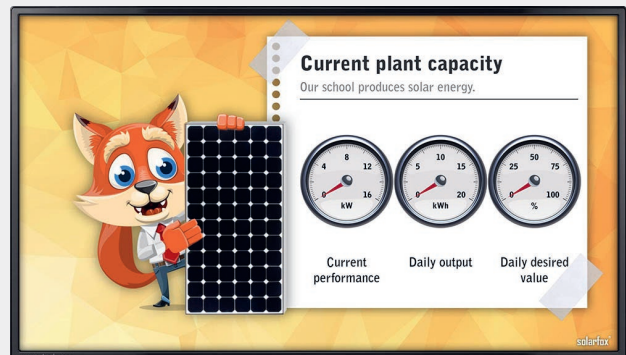 Current plant capacity
Our school produces solar energy.
0 4 8 12 16
kW
0 5 10 15 20
kWh
0 25 50 75 100
%
Current
performance
Daily output
Daily desired
value
solarfox